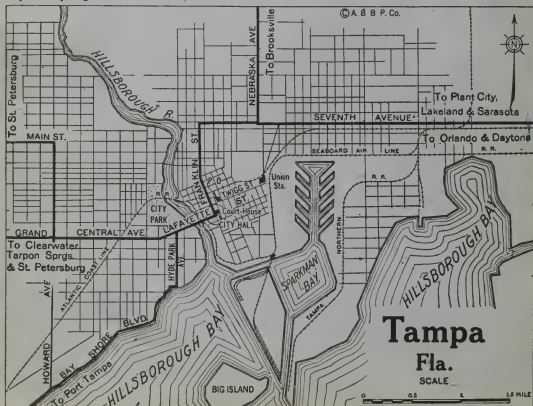 © A. B B P. Co.
To Brooksville
NEBRASKA AVE
HILLSBOROUGH R.
N
To St. Petersburg
To Plant City,
Lakeland & Sarasota
SEVENTH AVENUE
MAIN ST.
FRANKLIN ST.
SEABOARD AIR LINE R. R.
To Orlando & Daytona
Union
Sta.
R. R.
P. O.
TWIGG ST
R. R.
CITY
PARK
LAFAYETTE ST
Court-House
CITY HALL
GRAND CENTRAL AVE
To Clearwater
Tarpon Sprgs.
& St. Petersburg
HYDE PARK AVE.
ATLANTIC COAST LINE
HOWARD AVE
BAY SHORE BLVD.
To Port Tampa
HILLSBOROUGH BAY
SPARKMAN
BAY
TAMPA NORTHERN
HILLSBOROUGH BAY
BIG ISLAND
Tampa
Fla.
SCALE
0 0.5 1 1.5 MILE